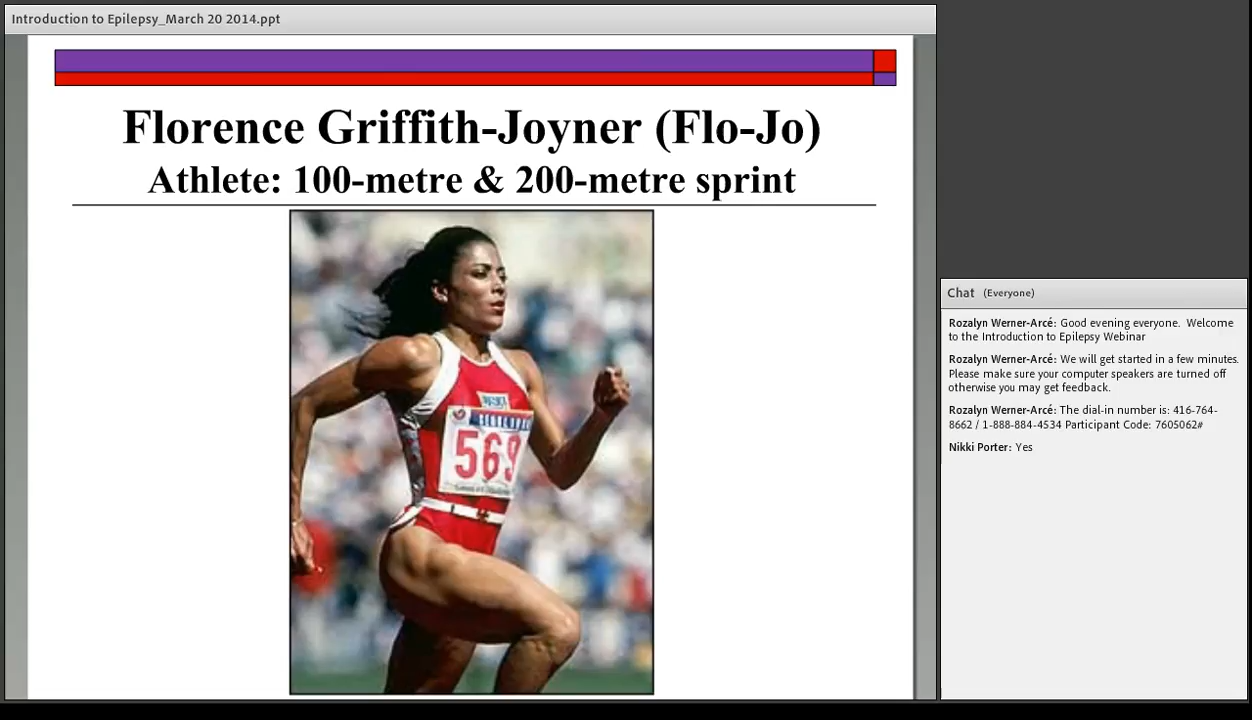 Introduction to Epilepsy_March 20 2014.ppt
Florence Griffith-Joyner (Flo-Jo)
Athlete: 100-metre & 200-metre sprint
569
Chat (Everyone)
Rozalyn Werner-Arcé: Good evening everyone. Welcome
to the Introduction to Epilepsy Webinar
Rozalyn Werner-Arcé: We will get started in a few minutes.
Please make sure your computer speakers are turned off
otherwise you may get feedback.
Rozalyn Werner-Arcé: The dial-in number is: 416-764-
8662 / 1-888-884-4534 Participant Code: 7605062#
Nikki Porter: Yes